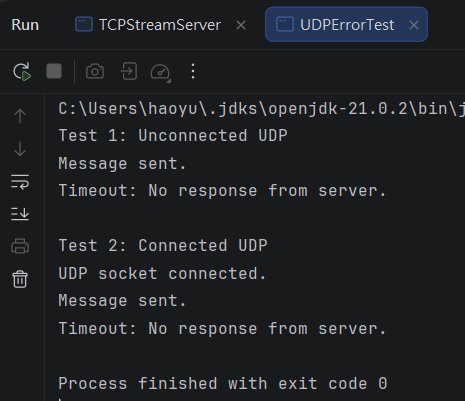 Run TCPStreamServer UDPErrorTest
C:\Users\haoyu\.jdks\openjdk-21.0.2\bin\j
Test 1: Unconnected UDP
Message sent.
Timeout: No response from server.
Test 2: Connected UDP
UDP socket connected.
Message sent.
Timeout: No response from server.
Process finished with exit code 0